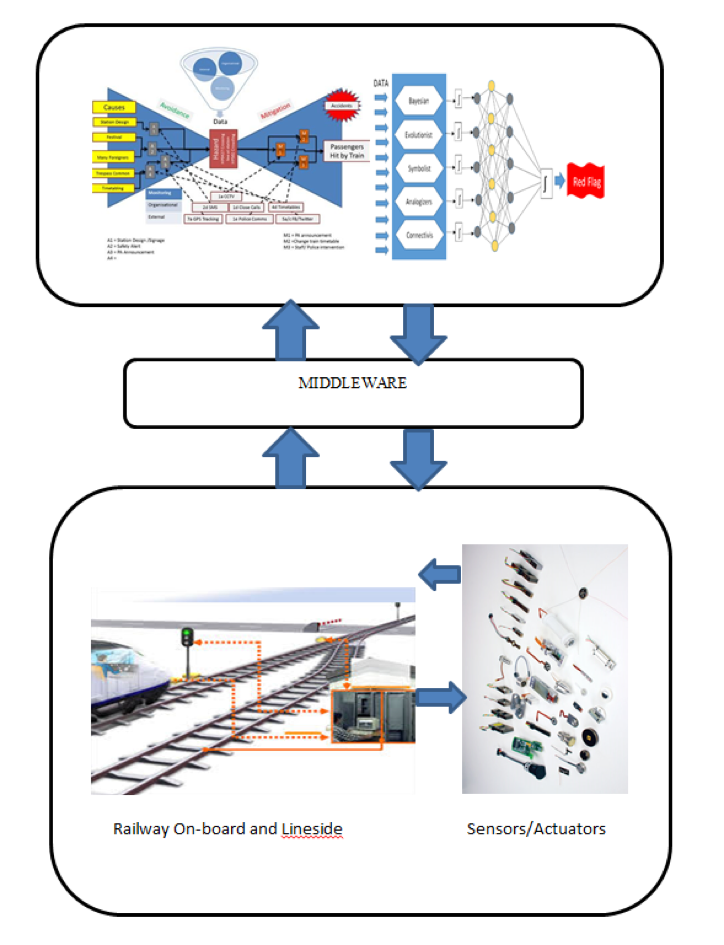 Causes
Station Design
Festival
Many Foreigners
Trespass Common
Timetabling
Avoidance
Data
Hazard
Mitigation
Accidents
Passengers
Hit by Train
Monitoring
Organisational
External
1a CCTV
2d SMS
1d Close Calls
4d Timetables
7a GPS Tracking
1e Police Comms
5a/c FB/Twitter
A1 = Station Design /Signage
A2 = Safety Alert
A3 = PA Announcement
A4 =
M1 = PA announcement
M2 =Change train timetable
M3 = Staff/ Police intervention
DATA
Bayesian
Evolutionist
Symbolist
Analogizers
Connectivis
∫
∫
∫
∫
∫
∫
Red Flag
MIDDLEWARE
Railway On-board and Lineside
Sensors/Actuators